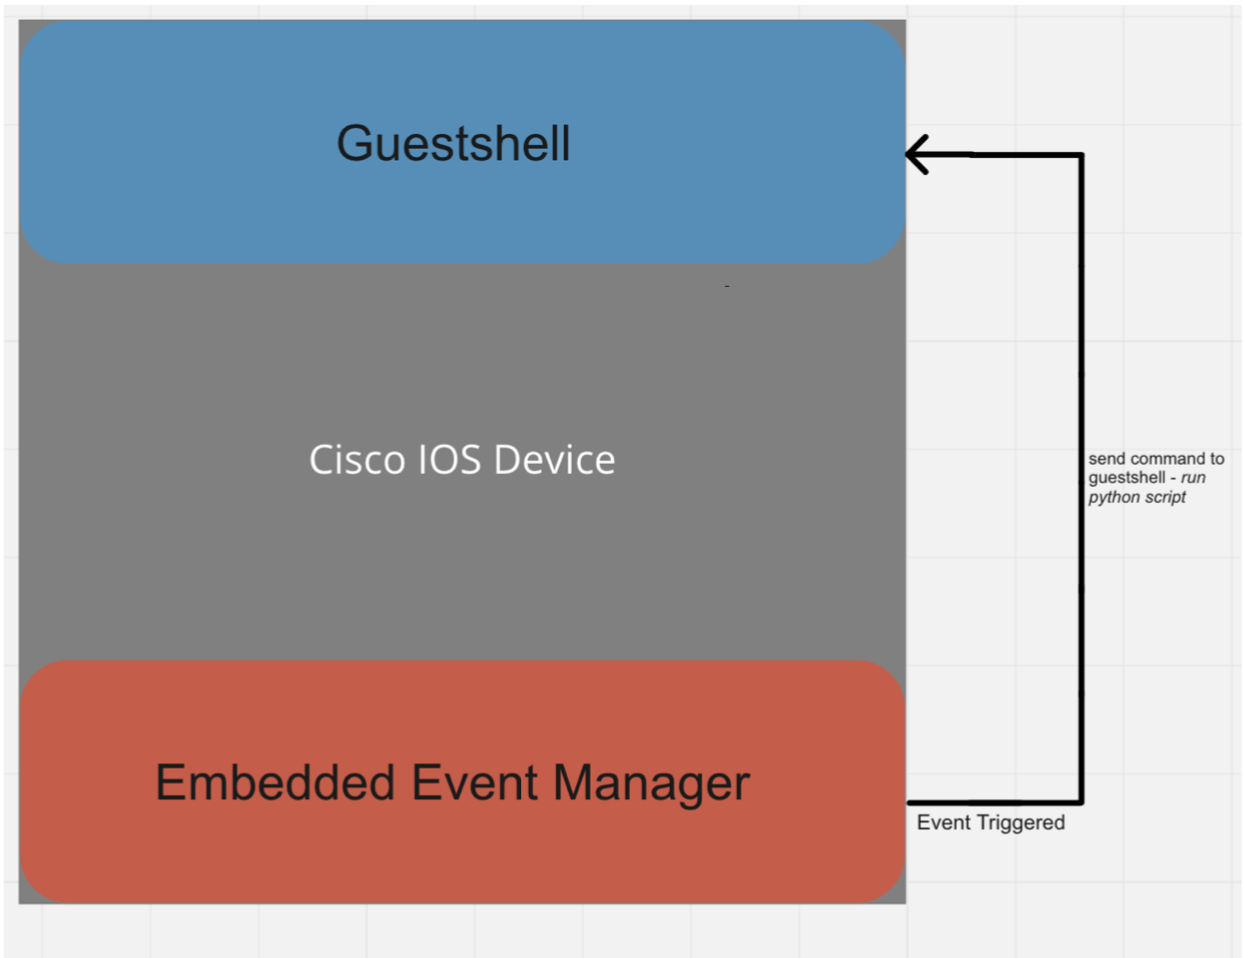 Guestshell
-
Cisco IOS Device
send command to
guestshell - run
python script
Embedded Event Manager
Event Triggered